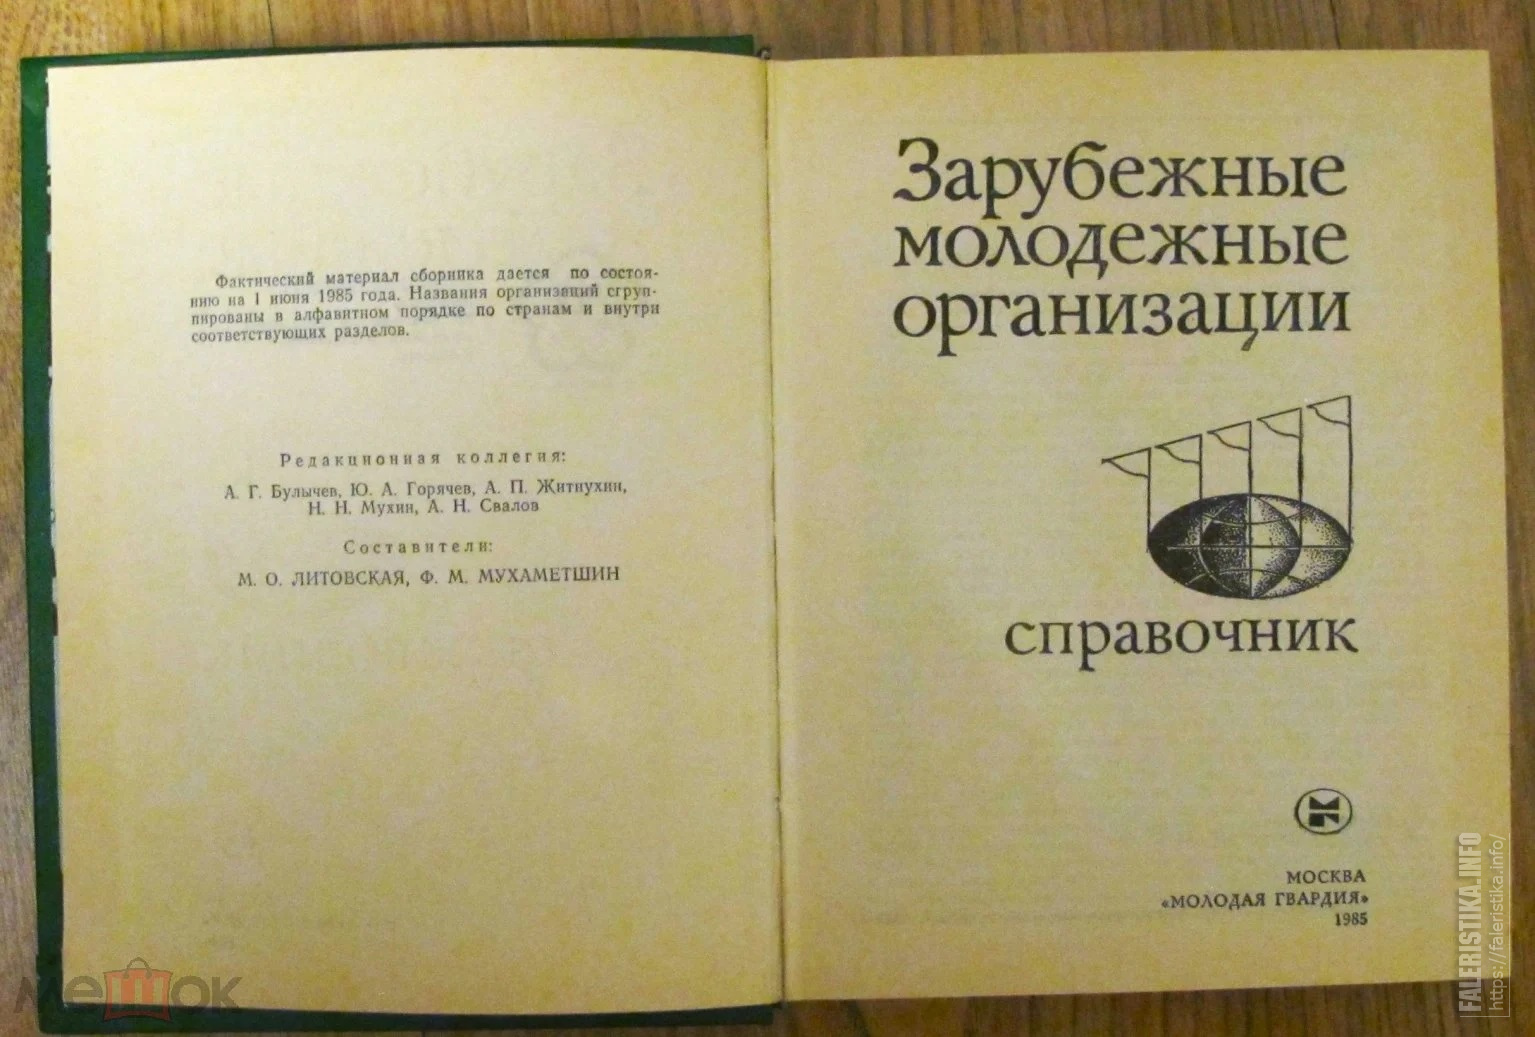 Фактический материал сборника дается по состоя-
нию на 1 июня 1985 года. Названия организаций сгруп-
пированы в алфавитном порядке по странам и внутри
соответствующих разделов.
Редакционная коллегия:
А. Г. Булычев, Ю. А. Горячев, А. П. Житнухин,
Н. Н. Мухин, А. Н. Свалов
Составители:
М. О. ЛИТОВСКАЯ, Ф. М. МУХАМЕТШИН
Зарубежные
молодежные
организации
справочник
МОСКВА
«МОЛОДАЯ ГВАРДИЯ»
1985
мешок
FALERISTIKA.INFO
https://faleristika.info/